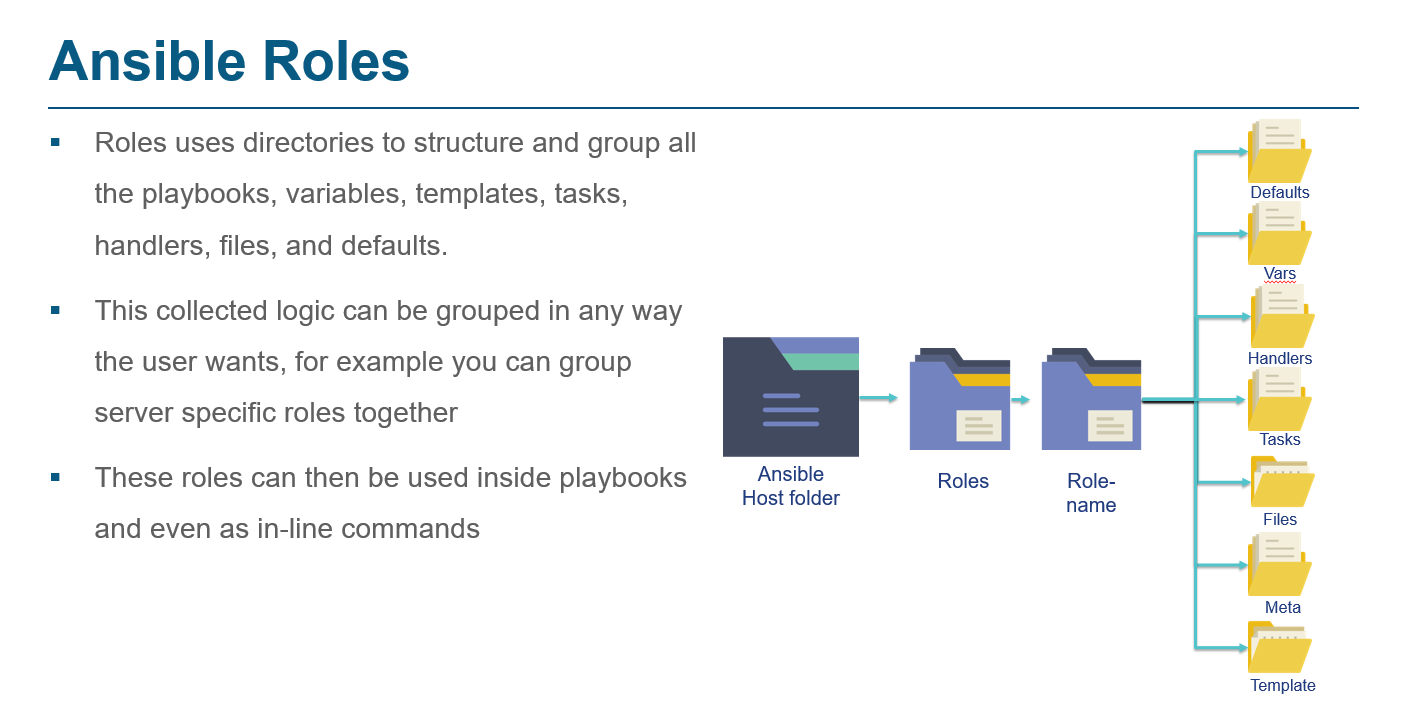 Ansible Roles
▪ Roles uses directories to structure and group all
the playbooks, variables, templates, tasks,
handlers, files, and defaults.
▪ This collected logic can be grouped in any way
the user wants, for example you can group
server specific roles together
▪ These roles can then be used inside playbooks
and even as in-line commands
Ansible
Host folder
Roles
Role-
name
Defaults
Vars
Handlers
Tasks
Files
Meta
Template